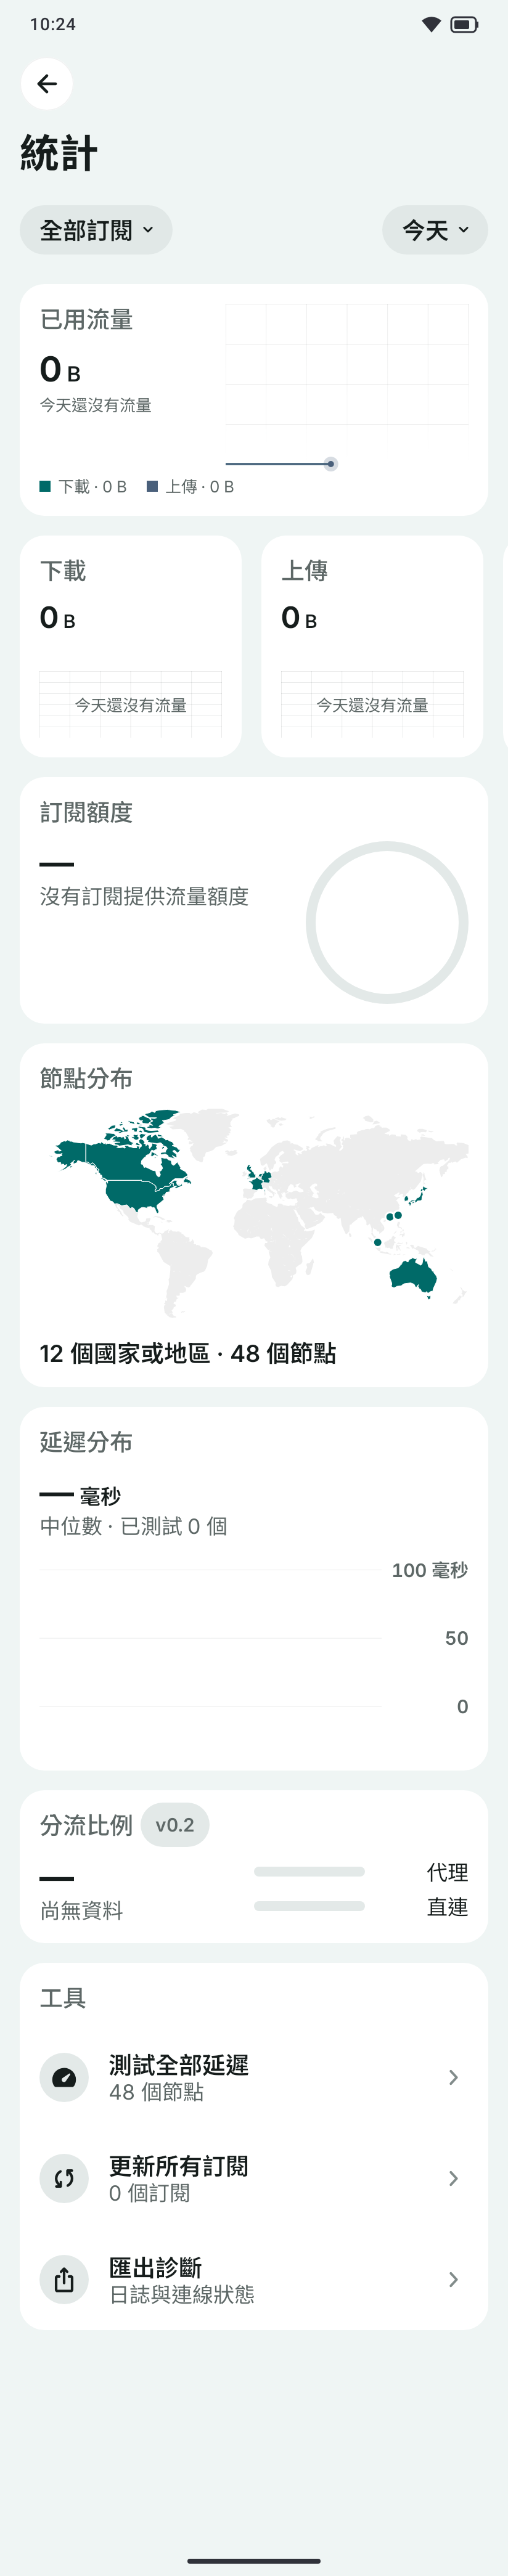 10:24
統計
全部訂閱
今天
已用流量
0 B
今天還沒有流量
下載 · 0 B
上傳 · 0 B
下載
0 B
今天還沒有流量
上傳
0 B
今天還沒有流量
訂閱額度
—
沒有訂閱提供流量額度
節點分布
12 個國家或地區 · 48 個節點
延遲分布
— 毫秒
中位數 · 已測試 0 個
100 毫秒
50
0
分流比例 v0.2
—
尚無資料
代理
直連
工具
測試全部延遲
48 個節點
更新所有訂閱
0 個訂閱
匯出診斷
日誌與連線狀態